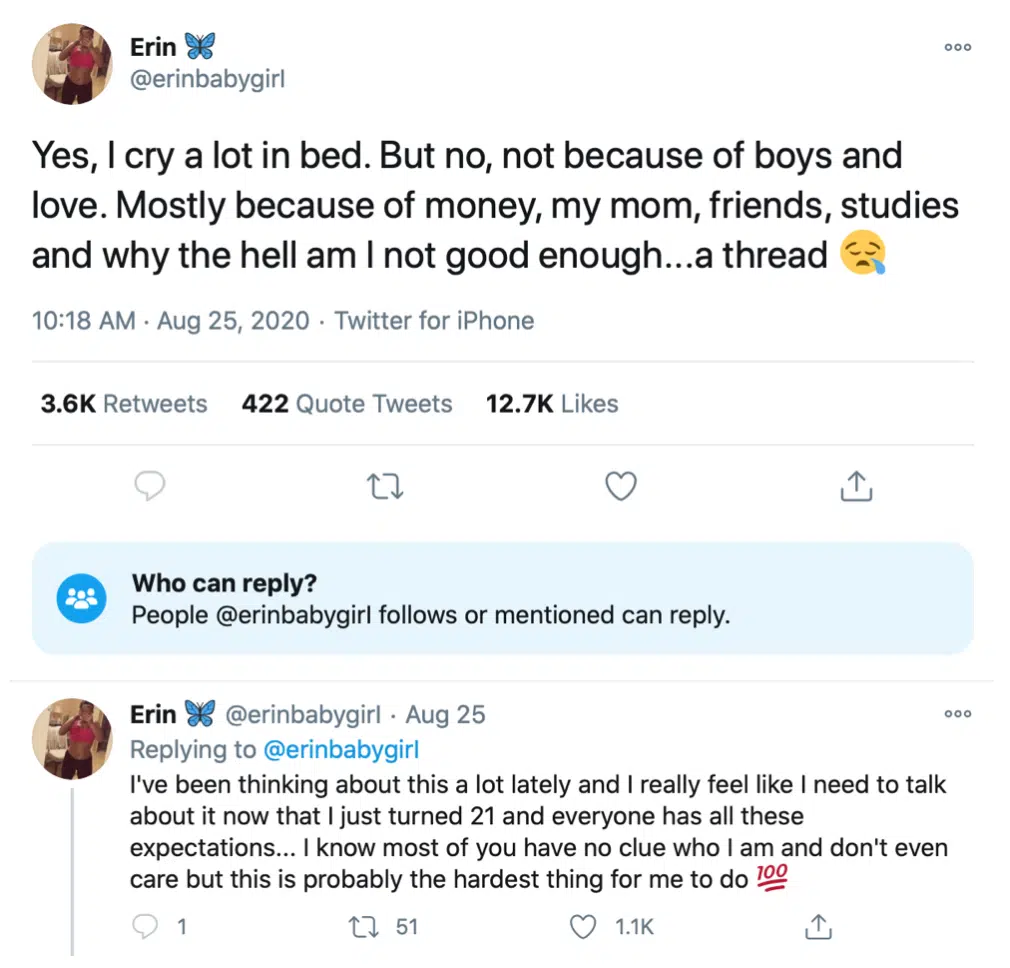 Erin 🦋
@erinbabygirl
Yes, I cry a lot in bed. But no, not because of boys and
love. Mostly because of money, my mom, friends, studies
and why the hell am I not good enough...a thread 😪
10:18 AM · Aug 25, 2020 · Twitter for iPhone
3.6K Retweets 422 Quote Tweets 12.7K Likes
Who can reply?
People @erinbabygirl follows or mentioned can reply.
Erin 🦋 @erinbabygirl · Aug 25
Replying to @erinbabygirl
I've been thinking about this a lot lately and I really feel like I need to talk
about it now that I just turned 21 and everyone has all these
expectations... I know most of you have no clue who I am and don't even
care but this is probably the hardest thing for me to do 💯
1 51 1.1K